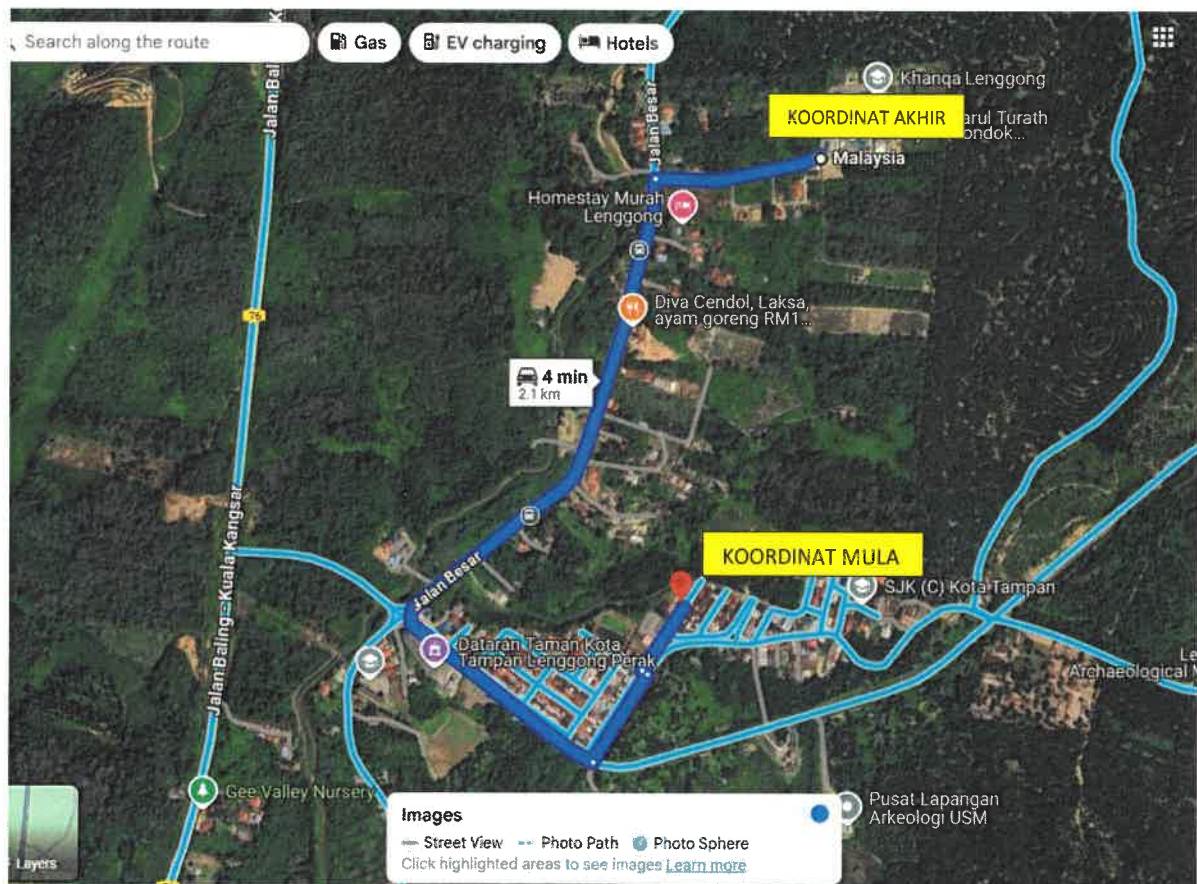 Search along the route
Gas
EV charging
Hotels
Khanqa Lenggong
KOORDINAT AKHIR
arul Turath
ondok...
Malaysia
Jalan Besar
Homestay Murah
Lenggong
Diva Cendol, Laksa,
ayam goreng RM1...
76
4 min
2.1 km
Jalan Baling - Kuala Kangsar
Jalan Besar
KOORDINAT MULA
SJK (C) Kota Tampan
Dataran Taman Kota
Tampan Lenggong Perak
Archaeological M
Gee Valley Nursery
Pusat Lapangan
Arkeologi USM
Layers
Images
Street View
Photo Path
Photo Sphere
Click highlighted areas to see images Learn more
76